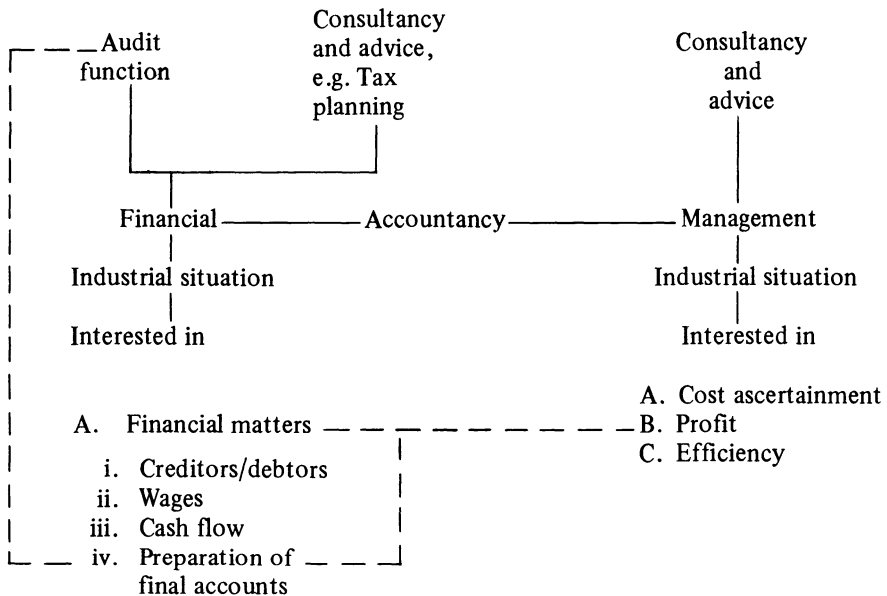 Audit
function
Consultancy
and advice,
e.g. Tax
planning
Consultancy
and
advice
Financial
Accountancy
Management
Industrial situation
Industrial situation
Interested in
Interested in
A. Financial matters
i. Creditors/debtors
ii. Wages
iii. Cash flow
iv. Preparation of
final accounts
A. Cost ascertainment
B. Profit
C. Efficiency